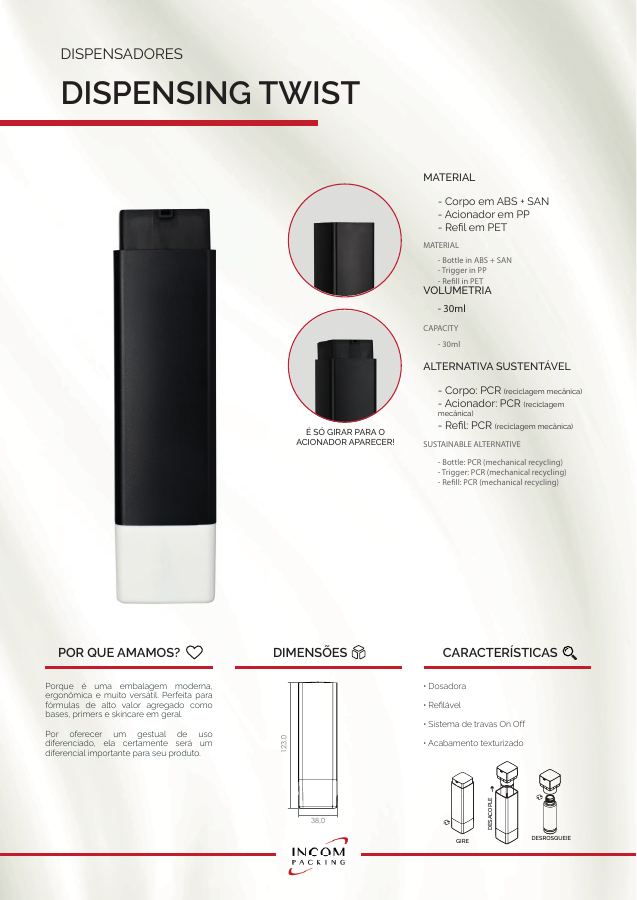 DISPENSADORES
DISPENSING TWIST
MATERIAL
- Corpo em ABS + SAN
- Acionador em PP
- Refil em PET
MATERIAL
- Bottle in ABS + SAN
- Trigger in PP
- Refill in PET
VOLUMETRIA
- 30ml
CAPACITY
- 30ml
ALTERNATIVA SUSTENTÁVEL
- Corpo: PCR (reciclagem mecânica)
- Acionador: PCR (reciclagem
mecânica)
- Refil: PCR (reciclagem mecânica)
SUSTAINABLE ALTERNATIVE
- Bottle: PCR (mechanical recycling)
- Trigger: PCR (mechanical recycling)
- Refill: PCR (mechanical recycling)
É SÓ GIRAR PARA O
ACIONADOR APARECER!
POR QUE AMAMOS?
Porque é uma embalagem moderna,
ergonômica e muito versátil. Perfeita para
fórmulas de alto valor agregado como
bases, primers e skincare em geral.
Por oferecer um gestual de uso
diferenciado, ela certamente será um
diferencial importante para seu produto.
DIMENSÕES
123,0
38,0
CARACTERÍSTICAS
• Dosadora
• Refilável
• Sistema de travas On Off
• Acabamento texturizado
GIRE
DESACOPLE
DESROSQUEIE
INCOM
PACKING